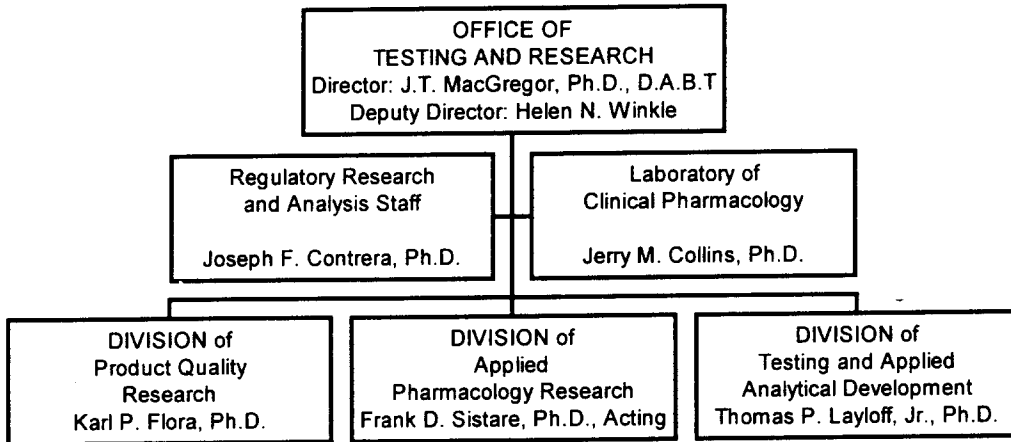 OFFICE OF
TESTING AND RESEARCH
Director: J.T. MacGregor, Ph.D., D.A.B.T
Deputy Director: Helen N. Winkle
Regulatory Research
and Analysis Staff
Joseph F. Contrera, Ph.D.
Laboratory of
Clinical Pharmacology
Jerry M. Collins, Ph.D.
DIVISION of
Product Quality
Research
Karl P. Flora, Ph.D.
DIVISION of
Applied
Pharmacology Research
Frank D. Sistare, Ph.D., Acting
DIVISION of
Testing and Applied
Analytical Development
Thomas P. Layloff, Jr., Ph.D.